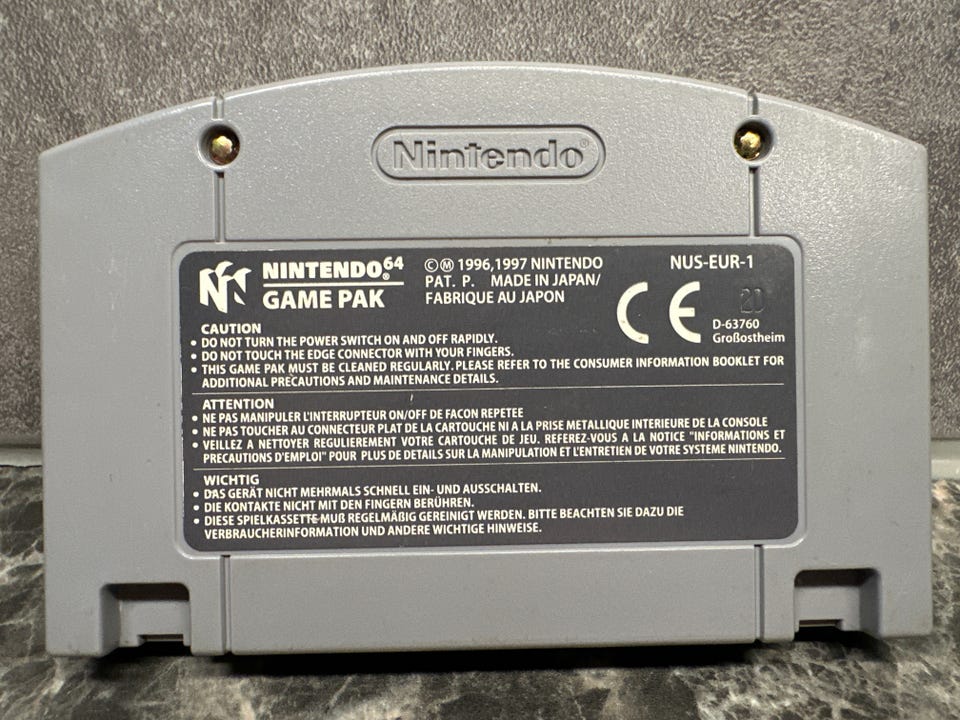 Nintendo®
NINTENDO®64
GAME PAK
©Ⓜ 1996,1997 NINTENDO
PAT. P. MADE IN JAPAN/
FABRIQUE AU JAPON
NUS-EUR-1
CE
20
D-63760
Großostheim
CAUTION
• DO NOT TURN THE POWER SWITCH ON AND OFF RAPIDLY.
• DO NOT TOUCH THE EDGE CONNECTOR WITH YOUR FINGERS.
• THIS GAME PAK MUST BE CLEANED REGULARLY. PLEASE REFER TO THE CONSUMER INFORMATION BOOKLET FOR
ADDITIONAL PRECAUTIONS AND MAINTENANCE DETAILS.
ATTENTION
• NE PAS MANIPULER L'INTERRUPTEUR ON/OFF DE FACON REPETEE
• NE PAS TOUCHER AU CONNECTEUR PLAT DE LA CARTOUCHE NI A LA PRISE METALLIQUE INTERIEURE DE LA CONSOLE
• VEILLEZ A NETTOYER REGULIEREMENT VOTRE CARTOUCHE DE JEU. REFEREZ-VOUS A LA NOTICE "INFORMATIONS ET
PRECAUTIONS D'EMPLOI" POUR PLUS DE DETAILS SUR LA MANIPULATION ET L'ENTRETIEN DE VOTRE SYSTEME NINTENDO.
WICHTIG
• DAS GERÄT NICHT MEHRMALS SCHNELL EIN- UND AUSSCHALTEN.
• DIE KONTAKTE NICHT MIT DEN FINGERN BERÜHREN.
• DIESE SPIELKASSETTE MUß REGELMÄßIG GEREINIGT WERDEN. BITTE BEACHTEN SIE DAZU DIE
VERBRAUCHERINFORMATION UND ANDERE WICHTIGE HINWEISE.